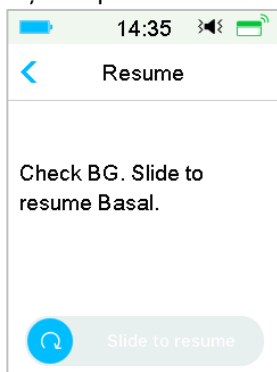 14:35
Resume
Check BG. Slide to
resume Basal.
Slide to resume